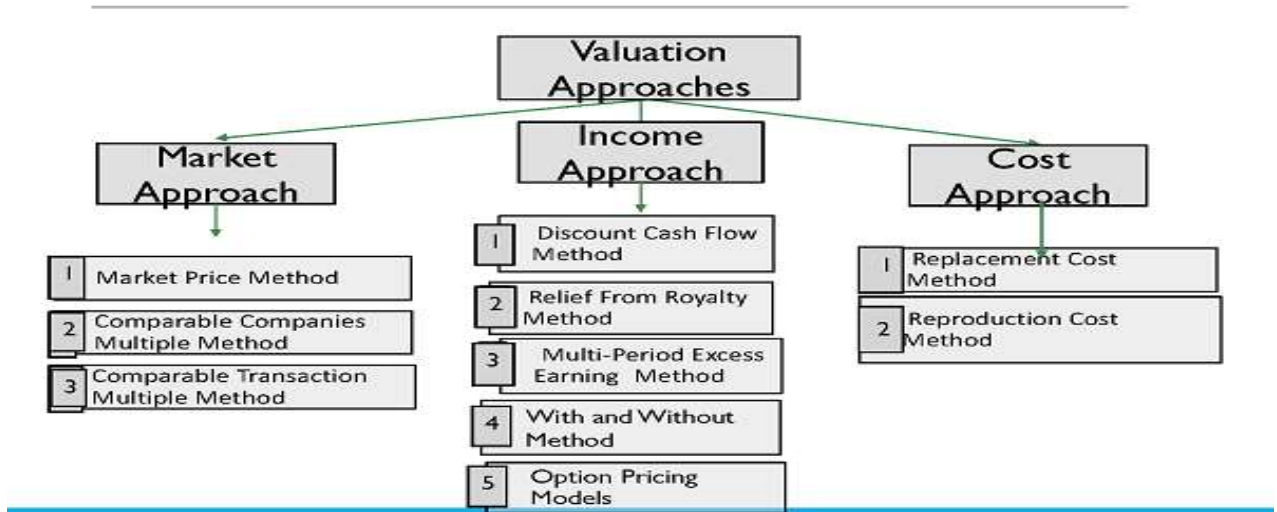 Valuation
Approaches
Market
Approach
1 Market Price Method
2 Comparable Companies
Multiple Method
3 Comparable Transaction
Multiple Method
Income
Approach
1 Discount Cash Flow
Method
2 Relief From Royalty
Method
3 Multi-Period Excess
Earning Method
4 With and Without
Method
5 Option Pricing
Models
Cost
Approach
1 Replacement Cost
Method
2 Reproduction Cost
Method